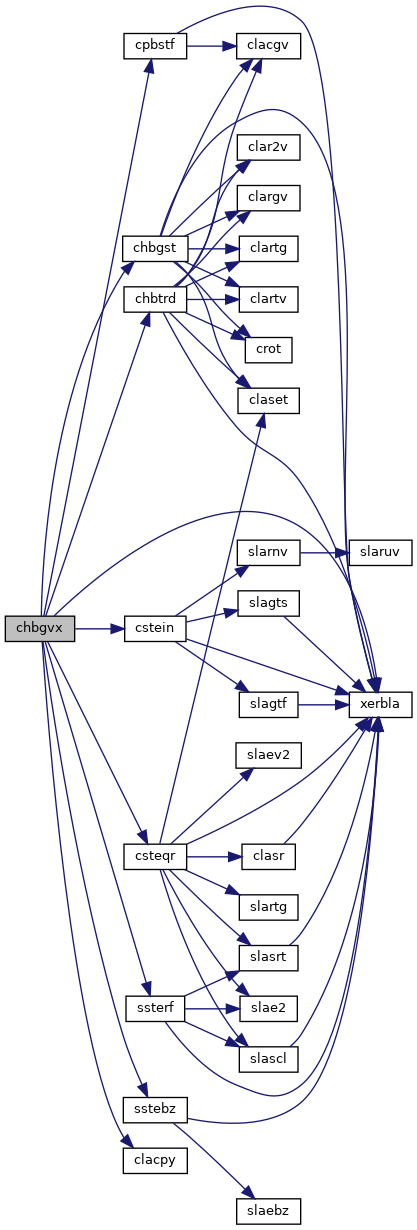 cpbstf
clacgv
clar2v
clargv
chbgst
clartg
chbtrd
clartv
crot
claset
slarnv
slaruv
slagts
chbgvx
cstein
slagtf
xerbla
slaev2
csteqr
clasr
slartg
slasrt
ssterf
slae2
slascl
sstebz
clacpy
slaebz